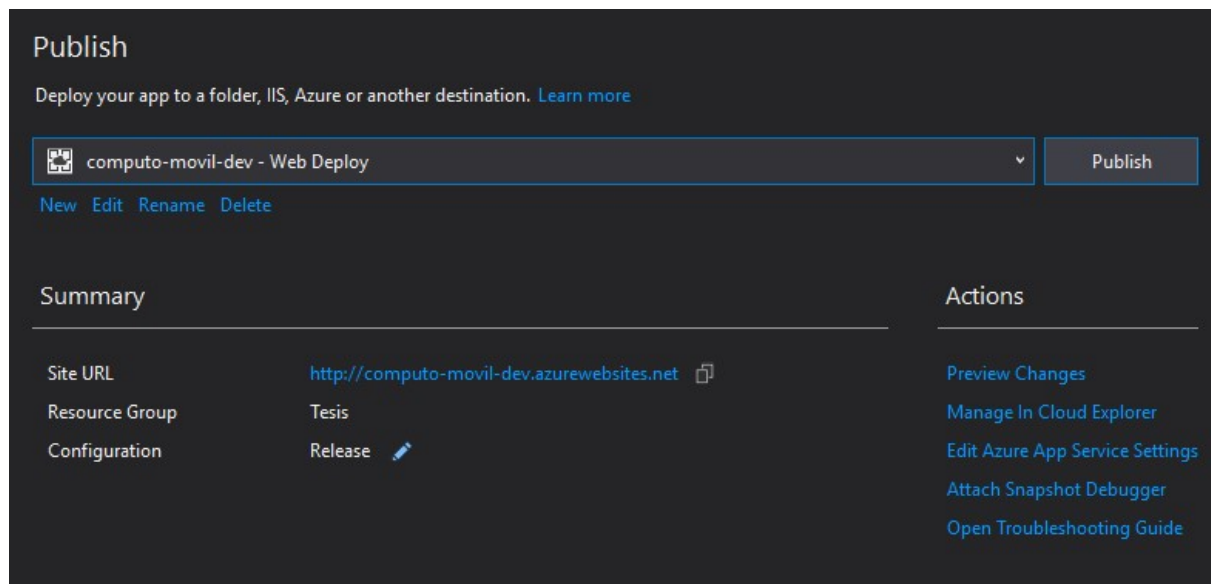 Publish
Deploy your app to a folder, IIS, Azure or another destination. Learn more
computo-movil-dev - Web Deploy
Publish
New Edit Rename Delete
Summary
Site URL http://computo-movil-dev.azurewebsites.net
Resource Group Tesis
Configuration Release
Actions
Preview Changes
Manage In Cloud Explorer
Edit Azure App Service Settings
Attach Snapshot Debugger
Open Troubleshooting Guide